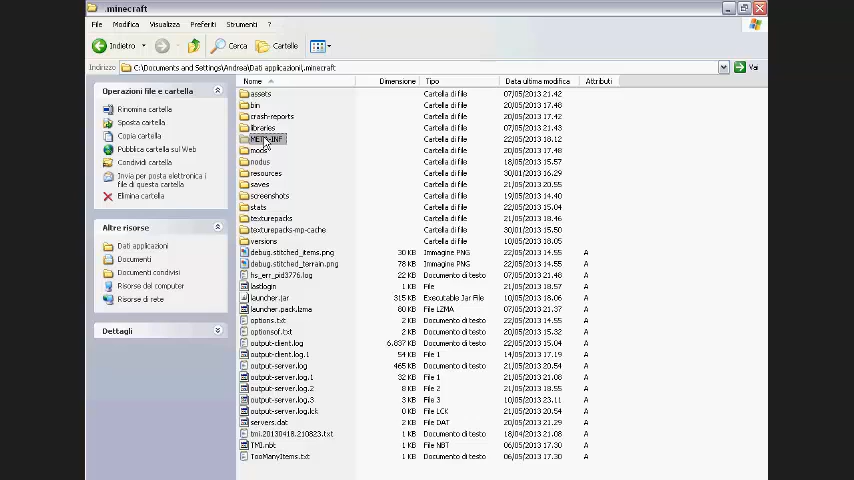 .minecraft
File Modifica Visualizza Preferiti Strumenti ?
Indietro Cerca Cartelle
Indirizzo C:\Documents and Settings\Andrea\Dati applicazioni\.minecraft Vai
Operazioni file e cartella
Rinomina cartella
Sposta cartella
Copia cartella
Pubblica cartella sul Web
Condividi cartella
Invia per posta elettronica i
file di questa cartella
Elimina cartella
Altre risorse
Dati applicazioni
Documenti
Documenti condivisi
Risorse del computer
Risorse di rete
Dettagli
Nome Dimensione Tipo Data ultima modifica Attributi
assets Cartella di file 07/05/2013 21.42
bin Cartella di file 20/05/2013 17.48
crash-reports Cartella di file 20/05/2013 17.48
libraries Cartella di file 07/05/2013 21.43
META-INF Cartella di file 22/05/2013 18.12
mods Cartella di file 20/05/2013 17.48
nodus Cartella di file 18/05/2013 15.57
resources Cartella di file 30/01/2013 16.29
saves Cartella di file 21/05/2013 20.55
screenshots Cartella di file 19/05/2013 14.40
stats Cartella di file 22/05/2013 15.04
texturepacks Cartella di file 21/05/2013 18.46
texturepacks-mp-cache Cartella di file 30/01/2013 15.50
versions Cartella di file 10/05/2013 18.05
debug.stitched_items.png 30 KB Immagine PNG 22/05/2013 14.55 A
debug.stitched_terrain.png 78 KB Immagine PNG 22/05/2013 14.55 A
hs_err_pid3776.log 22 KB Documento di testo 07/05/2013 21.48 A
lastlogin 1 KB File 21/05/2013 18.57 A
launcher.jar 315 KB Executable Jar File 10/05/2013 18.06 A
launcher.pack.lzma 80 KB File LZMA 07/05/2013 21.37 A
options.txt 2 KB Documento di testo 22/05/2013 14.55 A
optionsof.txt 2 KB Documento di testo 20/05/2013 15.32 A
output-client.log 6.837 KB Documento di testo 22/05/2013 15.04 A
output-client.log.1 54 KB File 1 14/05/2013 17.19 A
output-server.log 465 KB Documento di testo 21/05/2013 20.54 A
output-server.log.1 32 KB File 1 21/05/2013 21.08 A
output-server.log.2 88 KB File 2 21/05/2013 18.55 A
output-server.log.3 3 KB File 3 10/05/2013 23.11 A
output-server.log.lck 0 KB File LCK 21/05/2013 20.54 A
servers.dat 2 KB File DAT 20/05/2013 21.29 A
tmi.20130418.210823.txt 1 KB Documento di testo 18/04/2013 21.08 A
TMI.nbt 1 KB File NBT 06/05/2013 17.30 A
TooManyItems.txt 1 KB Documento di testo 06/05/2013 17.30 A